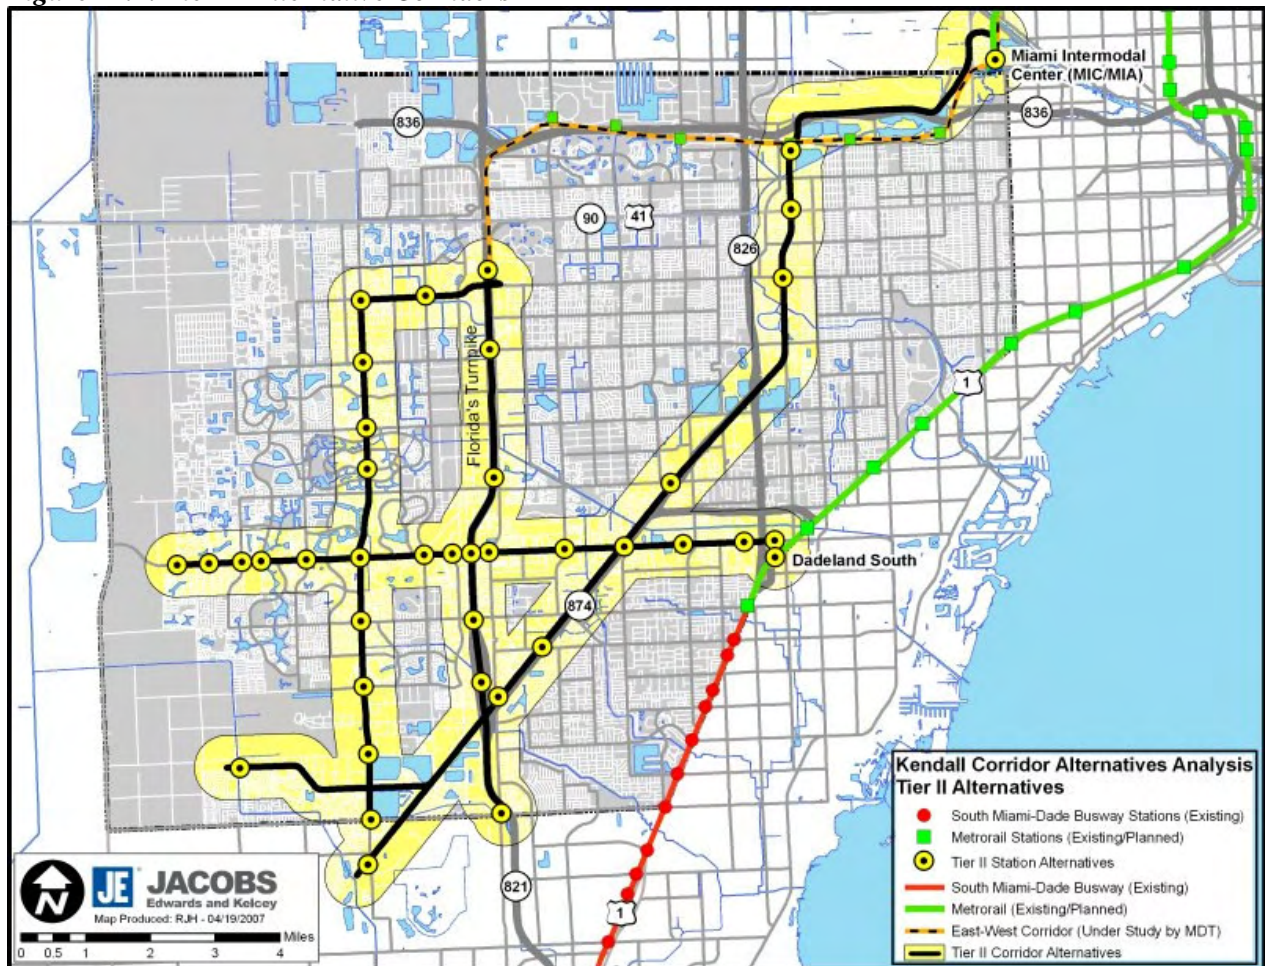 Miami Intermodal
Center (MIC/MIA)
836
836
90
41
826
Florida's Turnpike
1
Dadeland South
874
821
1
Kendall Corridor Alternatives Analysis
Tier II Alternatives
South Miami-Dade Busway Stations (Existing)
Metrorail Stations (Existing/Planned)
Tier II Station Alternatives
South Miami-Dade Busway (Existing)
Metrorail (Existing/Planned)
East-West Corridor (Under Study by MDT)
Tier II Corridor Alternatives
N
JE JACOBS
Edwards and Kelcey
Map Produced: RJH - 04/19/2007
Miles
0 0.5 1 2 3 4